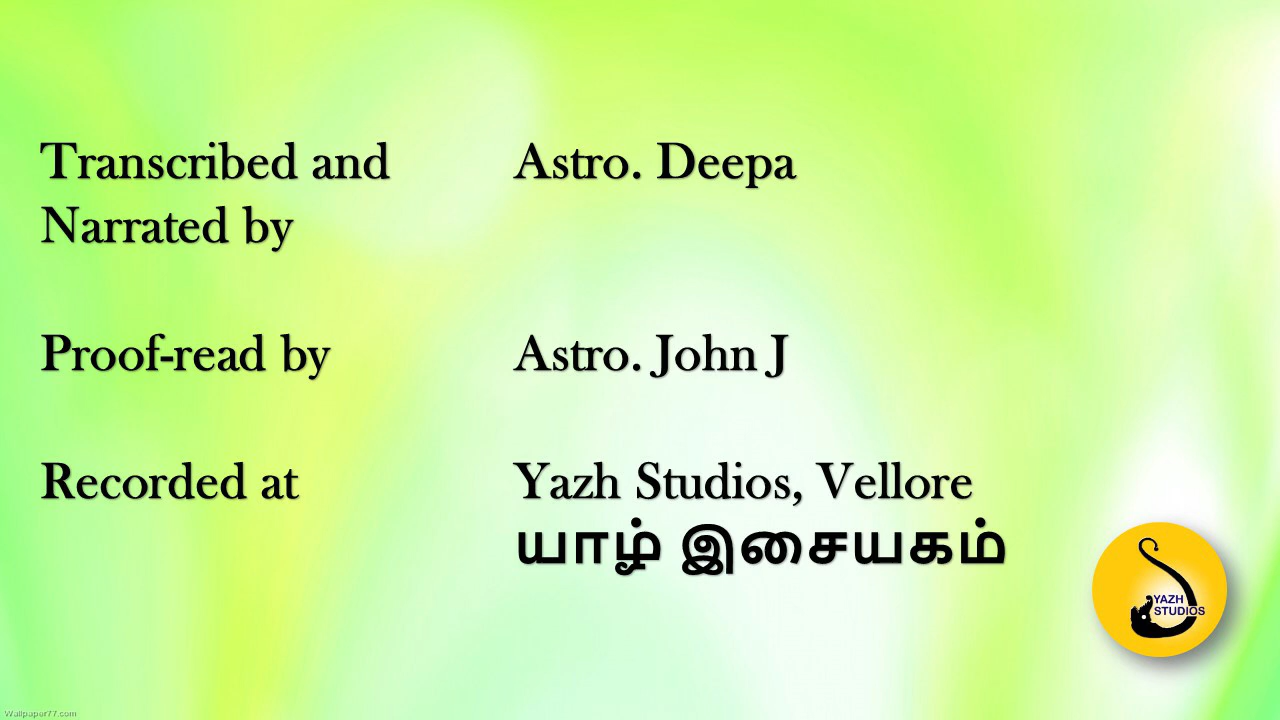 Transcribed and Astro. Deepa
Narrated by
Proof-read by Astro. John J
Recorded at Yazh Studios, Vellore
யாழ் இசையகம்
YAZH
STUDIOS
Wallpaper77.com